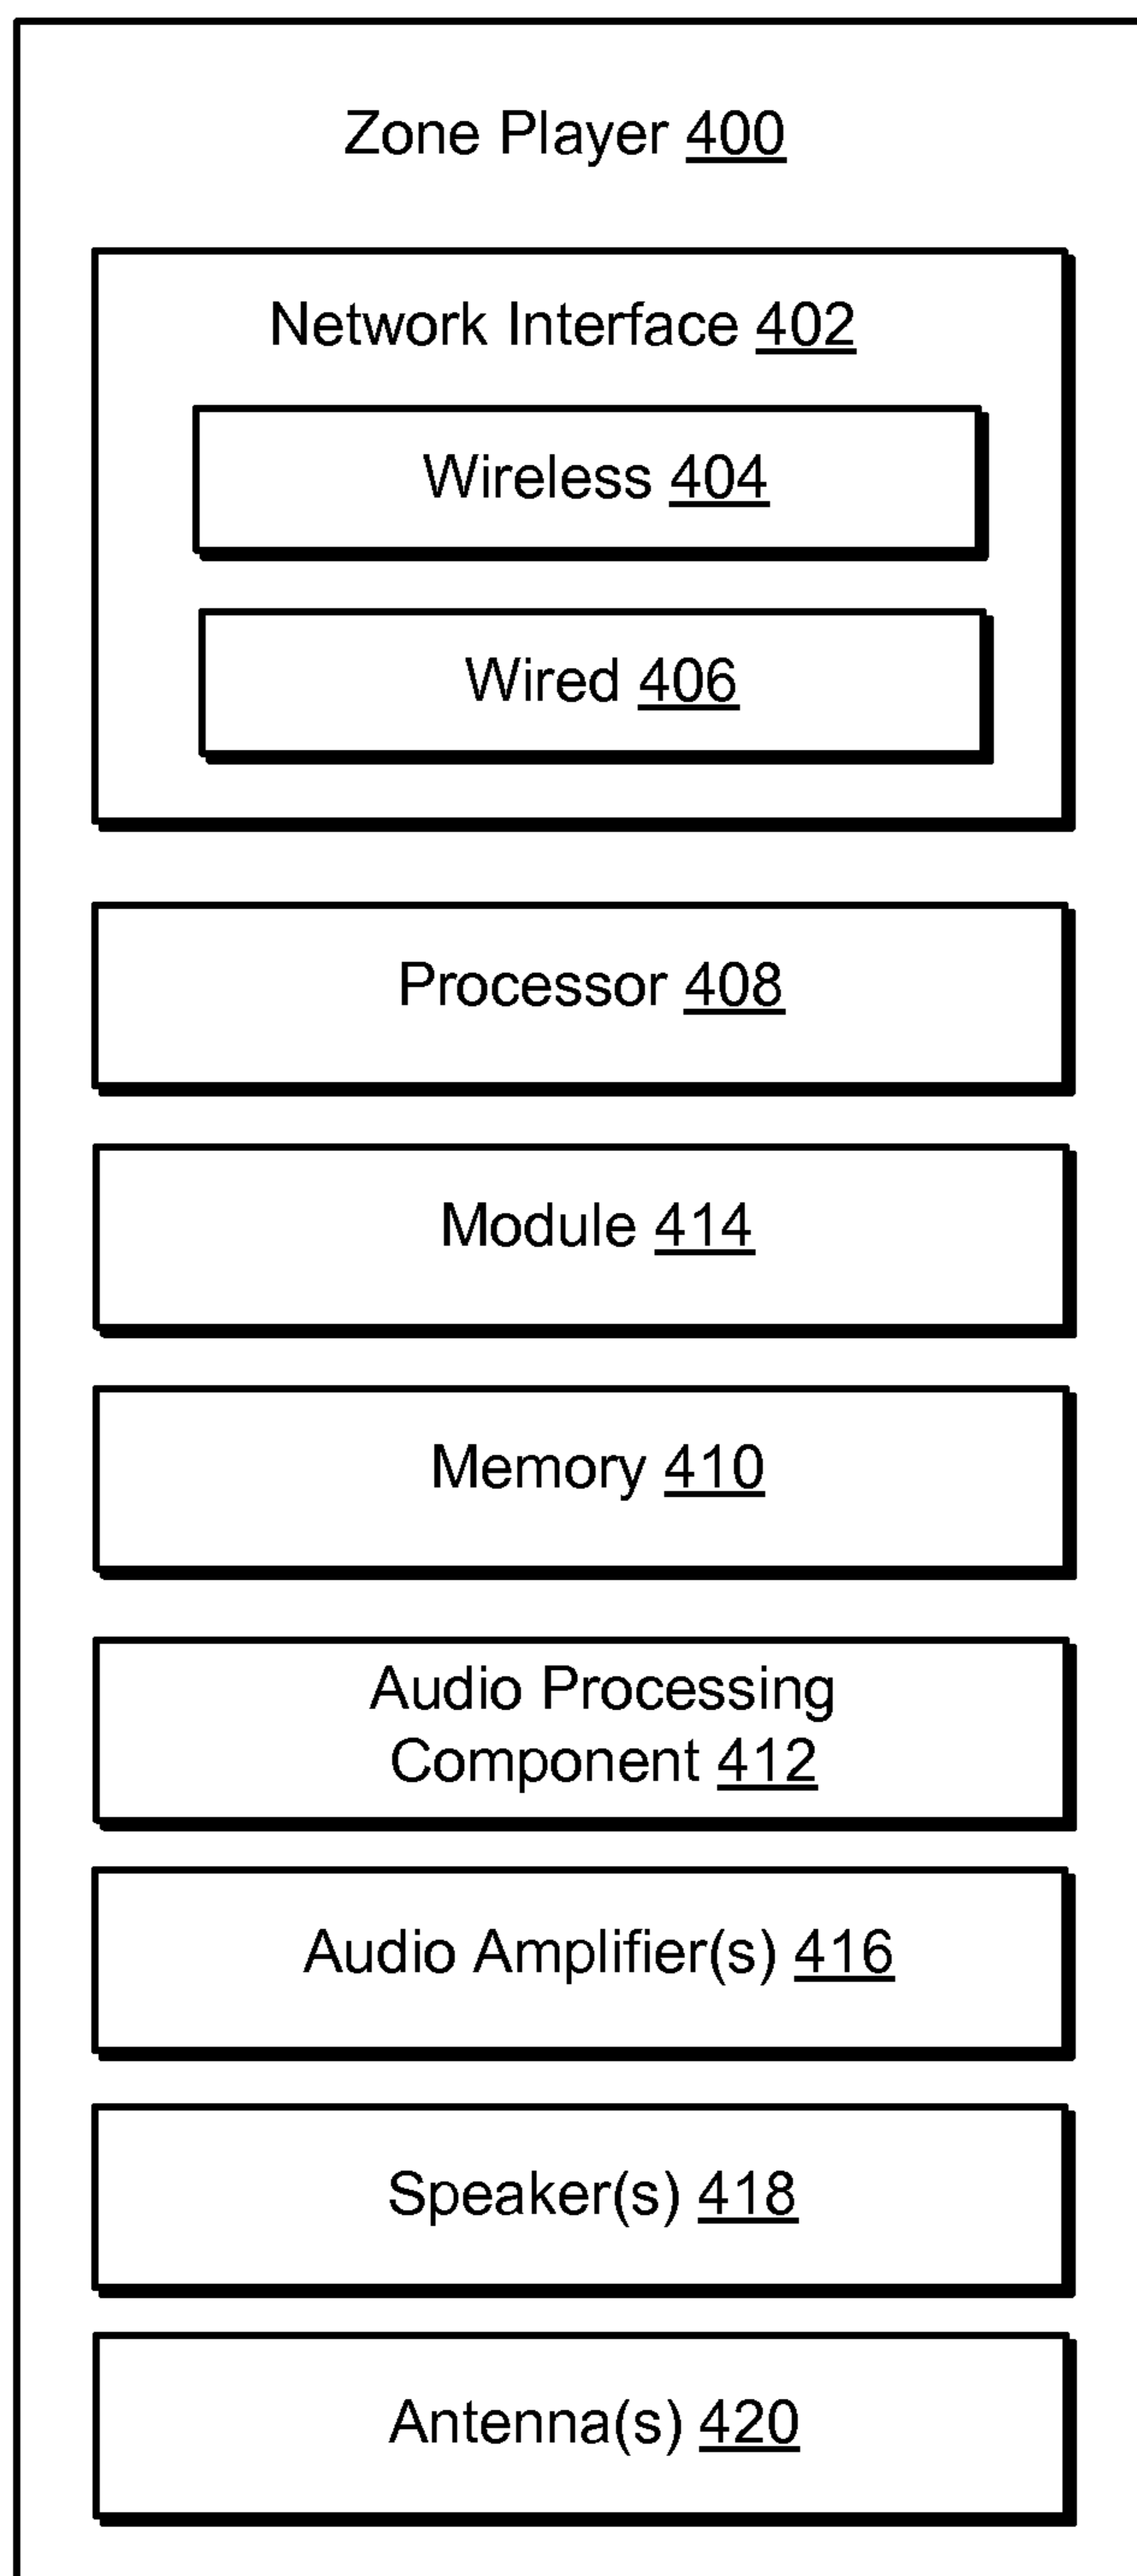 Zone Player 400
Network Interface 402
Wireless 404
Wired 406
Processor 408
Module 414
Memory 410
Audio Processing
Component 412
Audio Amplifier(s) 416
Speaker(s) 418
Antenna(s) 420